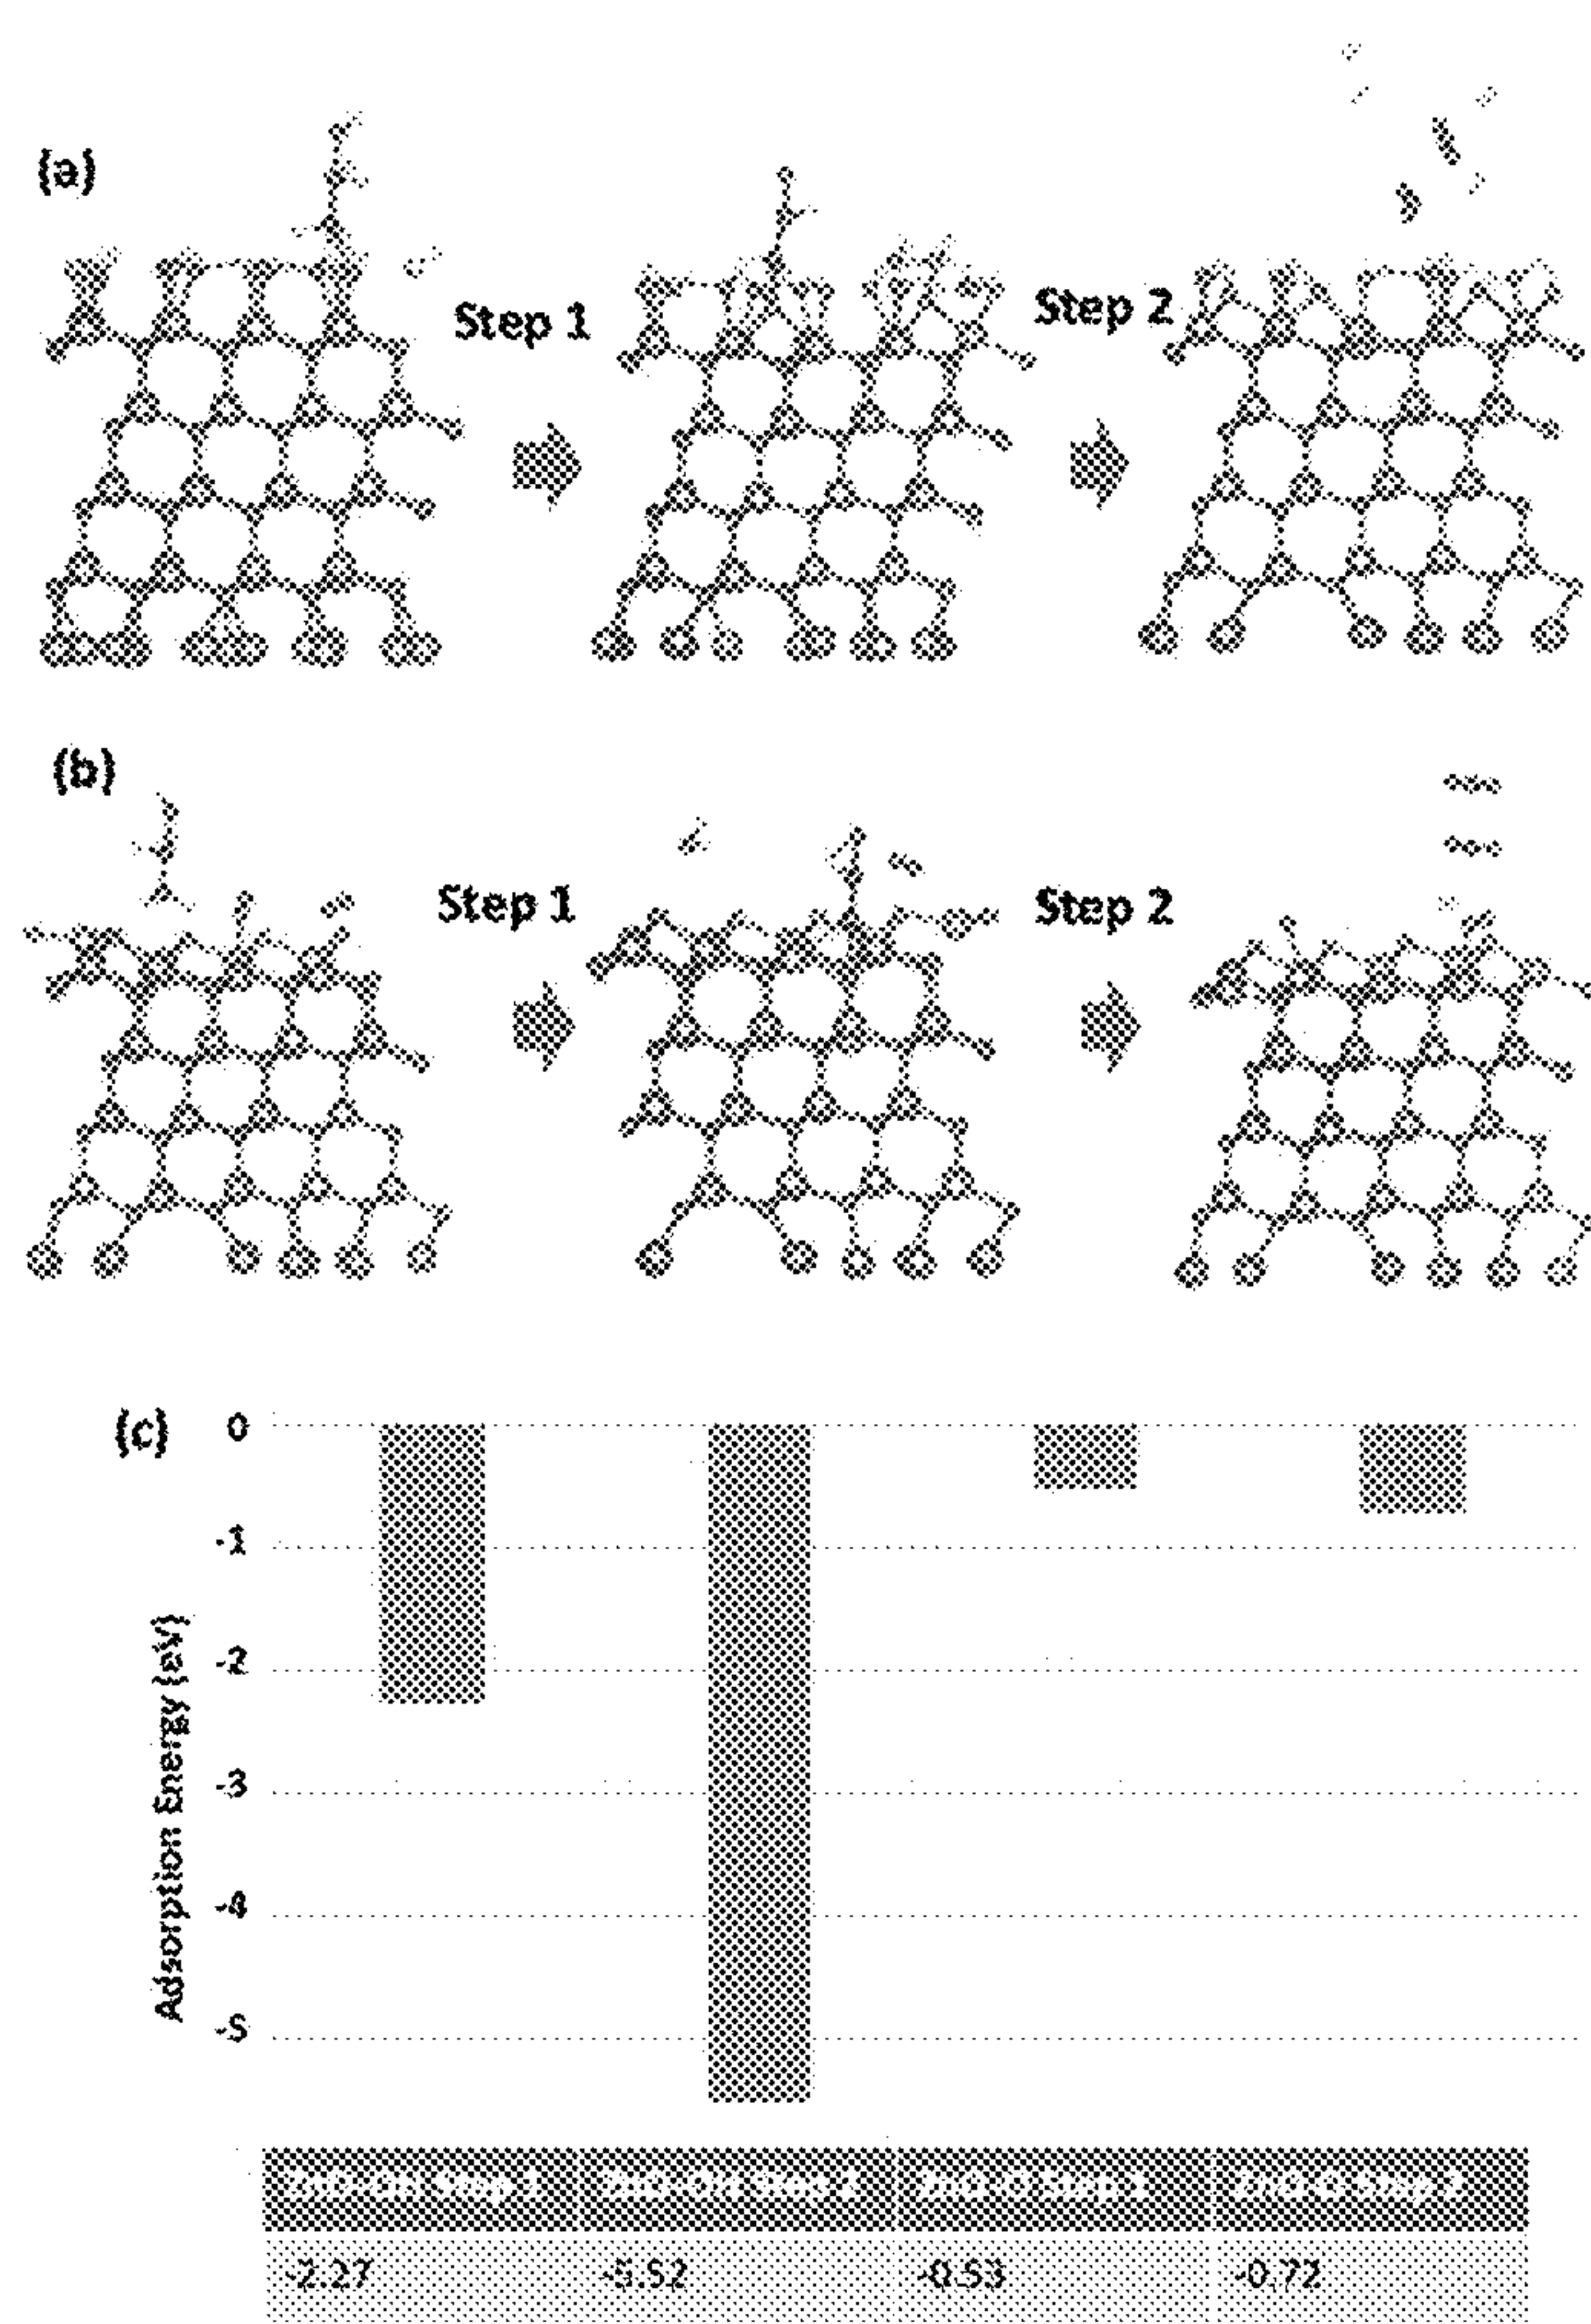 (a)
Step 1
Step 2
(b)
Step 1
Step 2
(c)
0
-1
-2
-3
-4
-5
Adsorption Energy (eV)
-2.27
-5.52
-0.53
-0.72